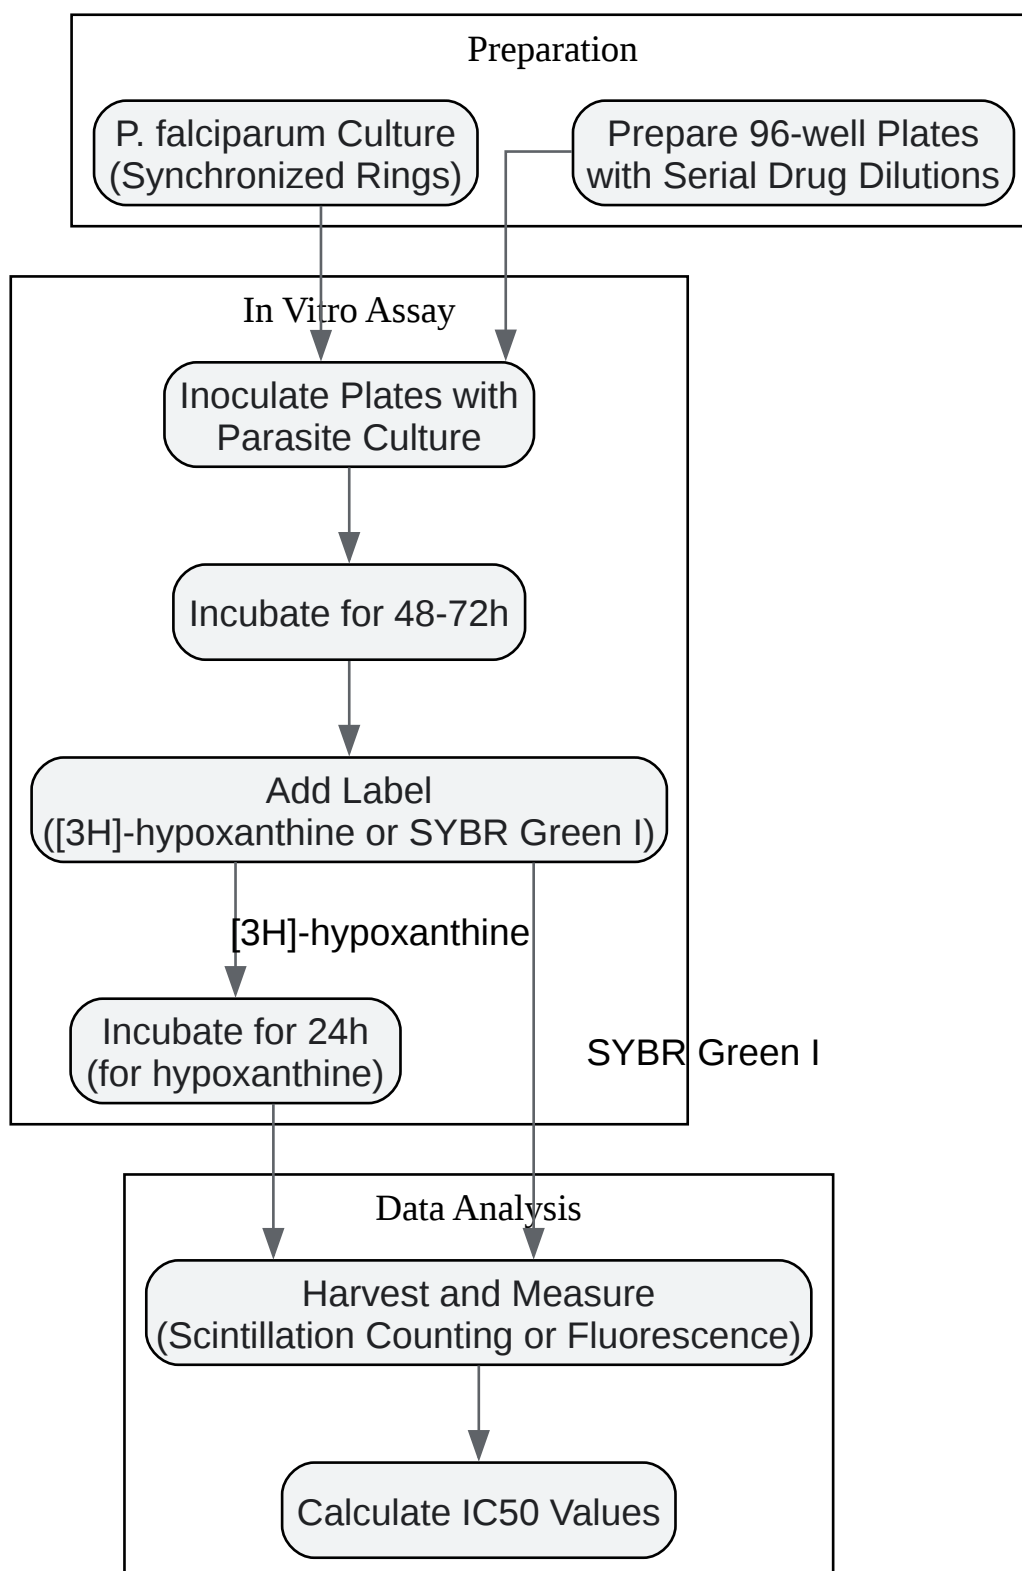 Preparation
P. falciparum Culture
(Synchronized Rings)
Prepare 96-well Plates
with Serial Drug Dilutions
In Vitro Assay
Inoculate Plates with
Parasite Culture
Incubate for 48-72h
Add Label
([3H]-hypoxanthine or SYBR Green I)
[3H]-hypoxanthine
Incubate for 24h
(for hypoxanthine)
SYBR Green I
Data Analysis
Harvest and Measure
(Scintillation Counting or Fluorescence)
Calculate IC50 Values